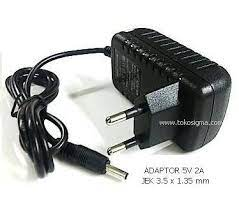 www.tokosigma.com
ADAPTOR 5V 2A
JEK 3.5 x 1.35 mm